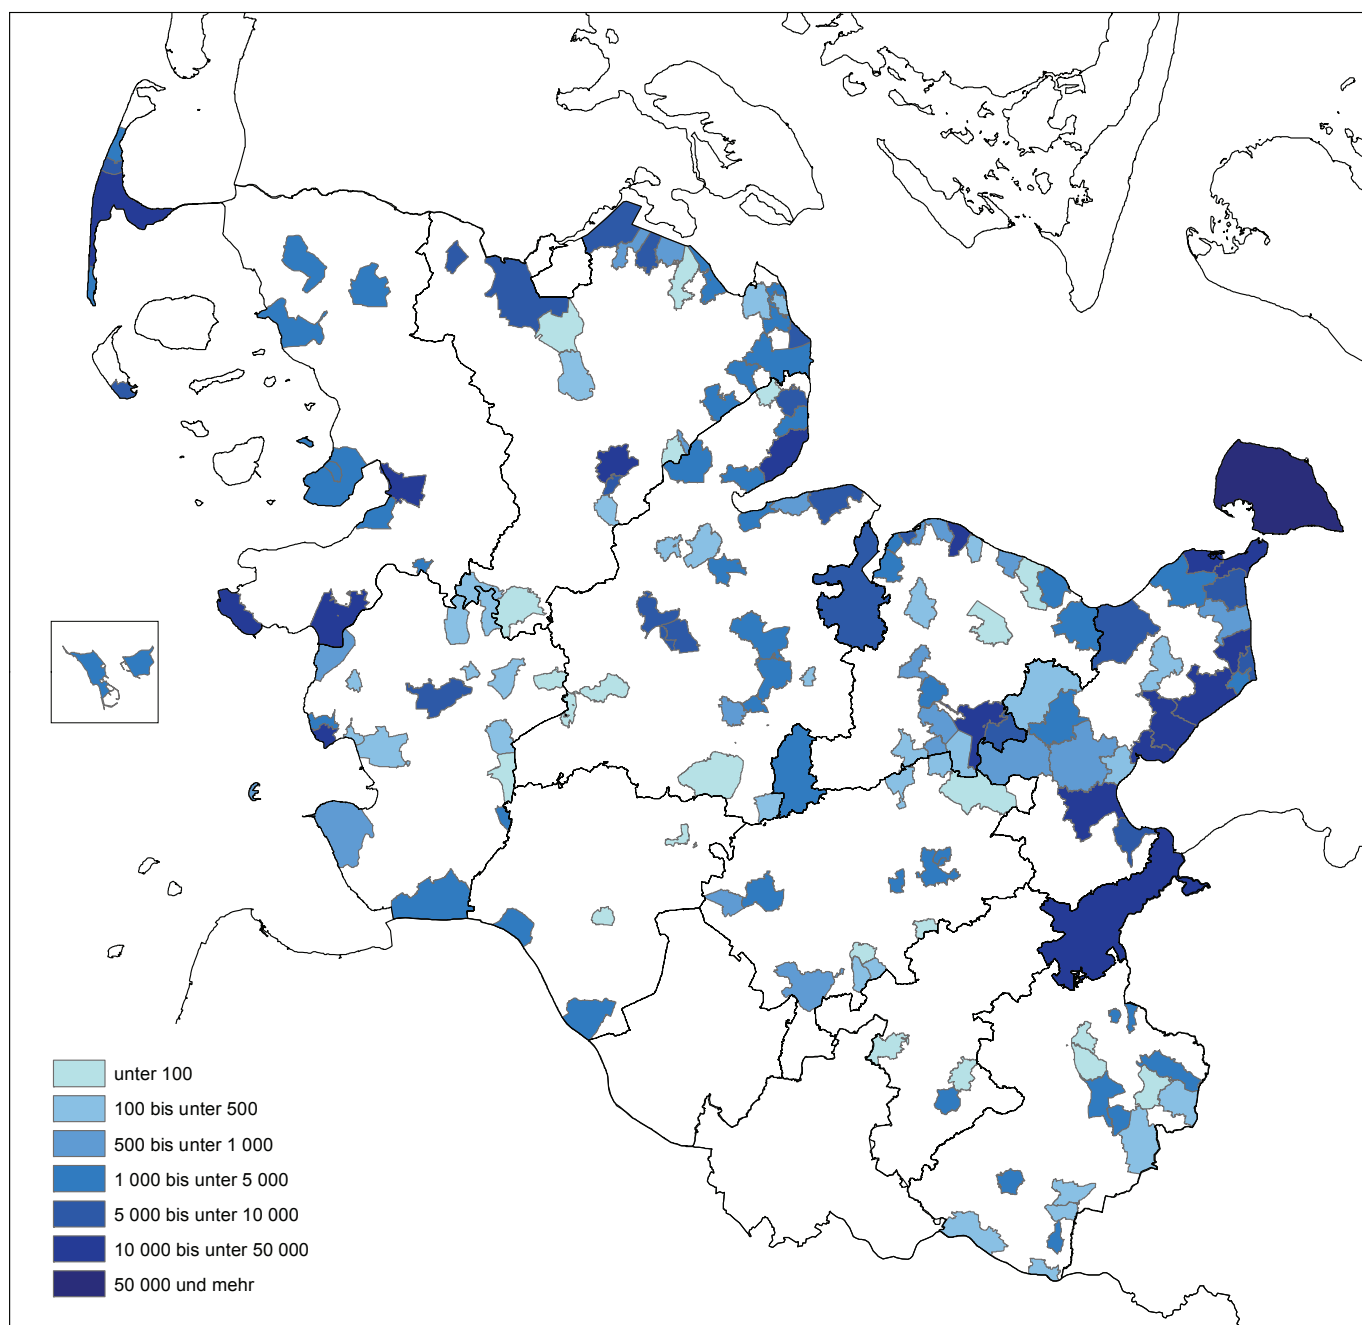 unter 100
100 bis unter 500
500 bis unter 1 000
1 000 bis unter 5 000
5 000 bis unter 10 000
10 000 bis unter 50 000
50 000 und mehr